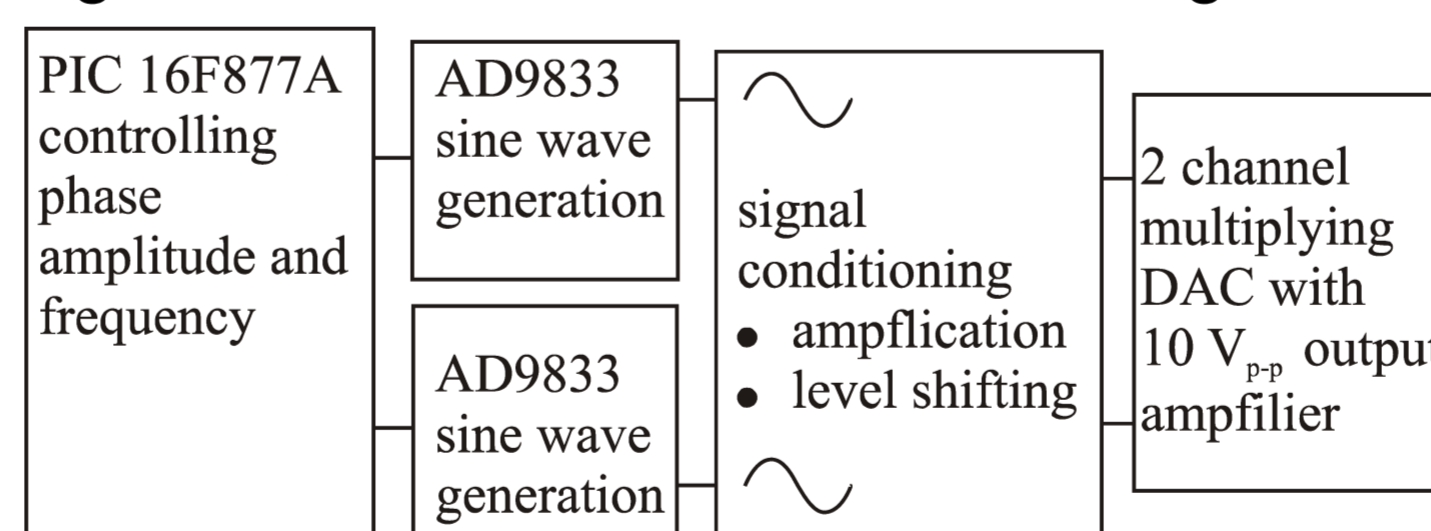 PIC 16F877A
controlling
phase
amplitude and
frequency
AD9833
sine wave
generation
AD9833
sine wave
generation
signal
conditioning
• ampflication
• level shifting
2 channel
multiplying
DAC with
10 Vp-p output
ampfilier